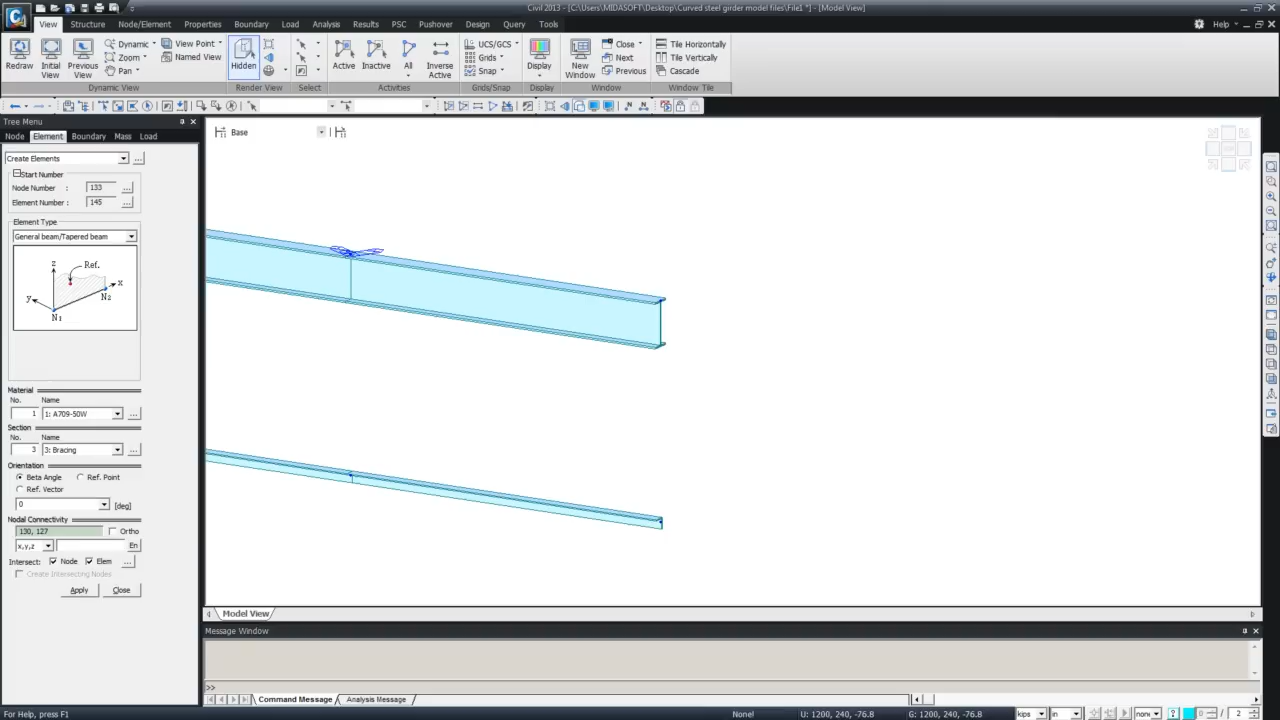 Civil 2013 - [C:\Users\MIDASOFT\Desktop\Curved steel girder model files\File1 *] - [Model View]
View Structure Node/Element Properties Boundary Load Analysis Results PSC Pushover Design Query Tools Help
Dynamic View Point UCS/GCS Close Tile Horizontally
Zoom Named View Grids Next Tile Vertically
Pan Snap Previous Cascade
Redraw Initial View Previous View Hidden Active Inactive All Inverse Active Display New Window
Dynamic View Render View Select Activities Grids/Snap Display Window Window Tile
Tree Menu
Node Element Boundary Mass Load
Base
Create Elements
Start Number
Node Number : 133
Element Number : 145
Element Type
General beam/Tapered beam
z Ref. x
y N2
N1
Material
No. Name
1 1: A709-50W
Section
No. Name
3 3: Bracing
Orientation
Beta Angle Ref. Point
Ref. Vector
0 [deg]
Nodal Connectivity
130, 127 Ortho
x,y,z En
Intersect: Node Elem
Create Intersecting Nodes
Apply Close
Model View
Message Window
>>
Command Message Analysis Message
For Help, press F1 None! U: 1200, 240, -76.8 G: 1200, 240, -76.8 kips in none 0 / 2